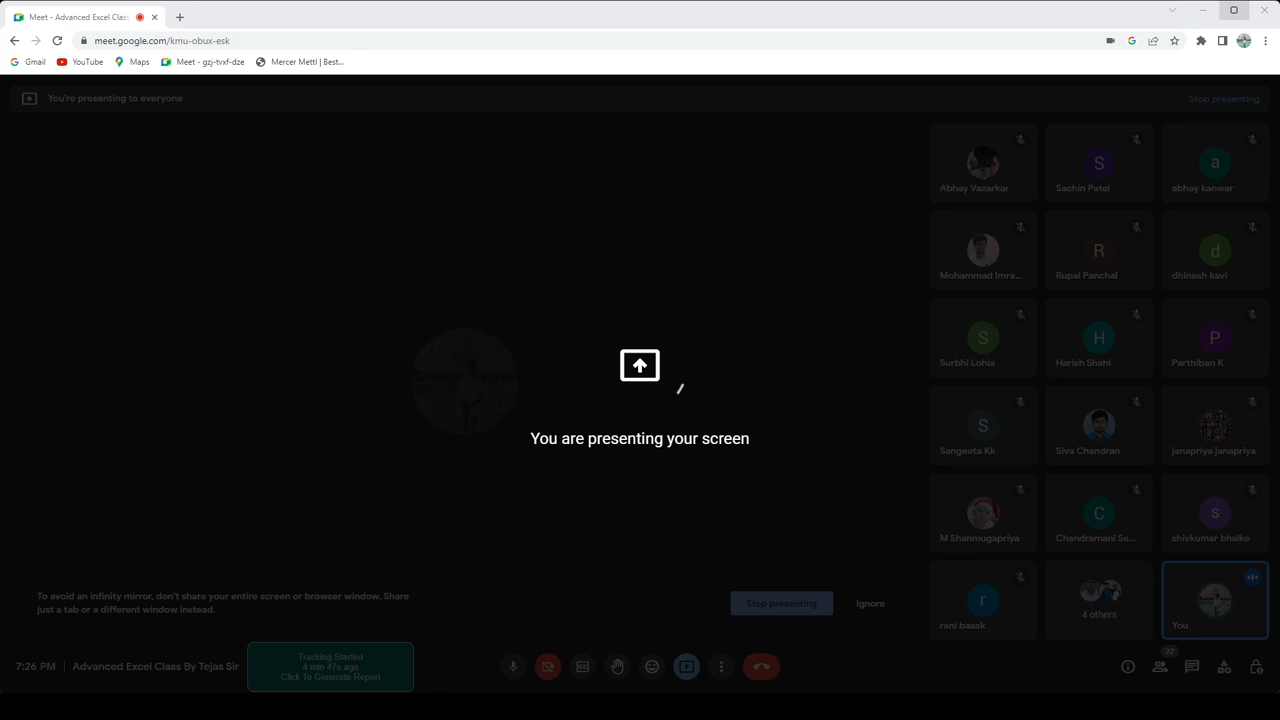 Meet - Advanced Excel Class
meet.google.com/kmu-obux-esk
Gmail
YouTube
Maps
Meet - gzj-tvxf-dze
Mercer Mettl | Best...
You're presenting to everyone
Stop presenting
Abhay Vazarkar
Sachin Patel
S
abhay kanwar
a
Mohammad Imra...
Rupal Panchal
R
dhinesh kavi
d
Surbhi Lohia
S
Harish Shahi
H
Parthiban K
P
Sangeeta Kk
S
Siva Chandran
janapriya janapriya
M Shanmugapriya
Chandramani Se...
C
shivkumar bhalke
s
rani basak
r
4 others
You
You are presenting your screen
To avoid an infinity mirror, don't share your entire screen or browser window. Share
just a tab or a different window instead.
Stop presenting
Ignore
7:26 PM | Advanced Excel Class By Tejas Sir
Tracking Started
4 min 47s ago
Click To Generate Report
22